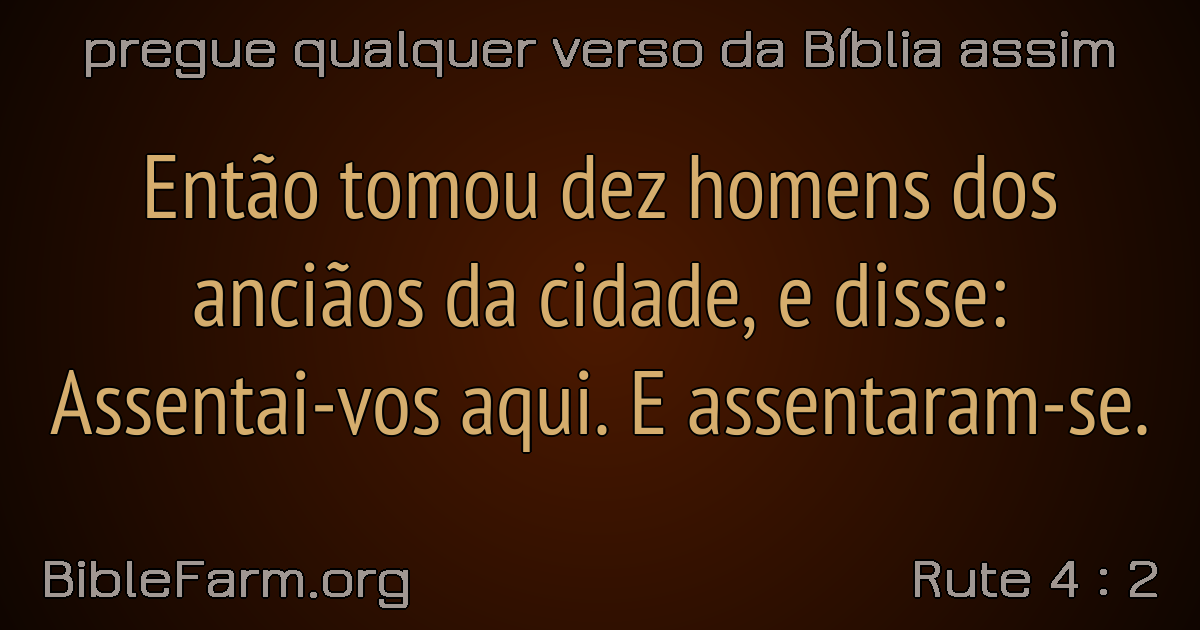 pregue qualquer verso da Bíblia assim
Então tomou dez homens dos
anciãos da cidade, e disse:
Assentai-vos aqui. E assentaram-se.
BibleFarm.org
Rute 4 : 2